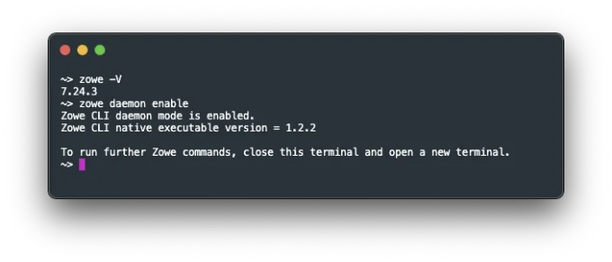 ~> zowe -V
7.24.3
~> zowe daemon enable
Zowe CLI daemon mode is enabled.
Zowe CLI native executable version = 1.2.2
To run further Zowe commands, close this terminal and open a new terminal.
~>